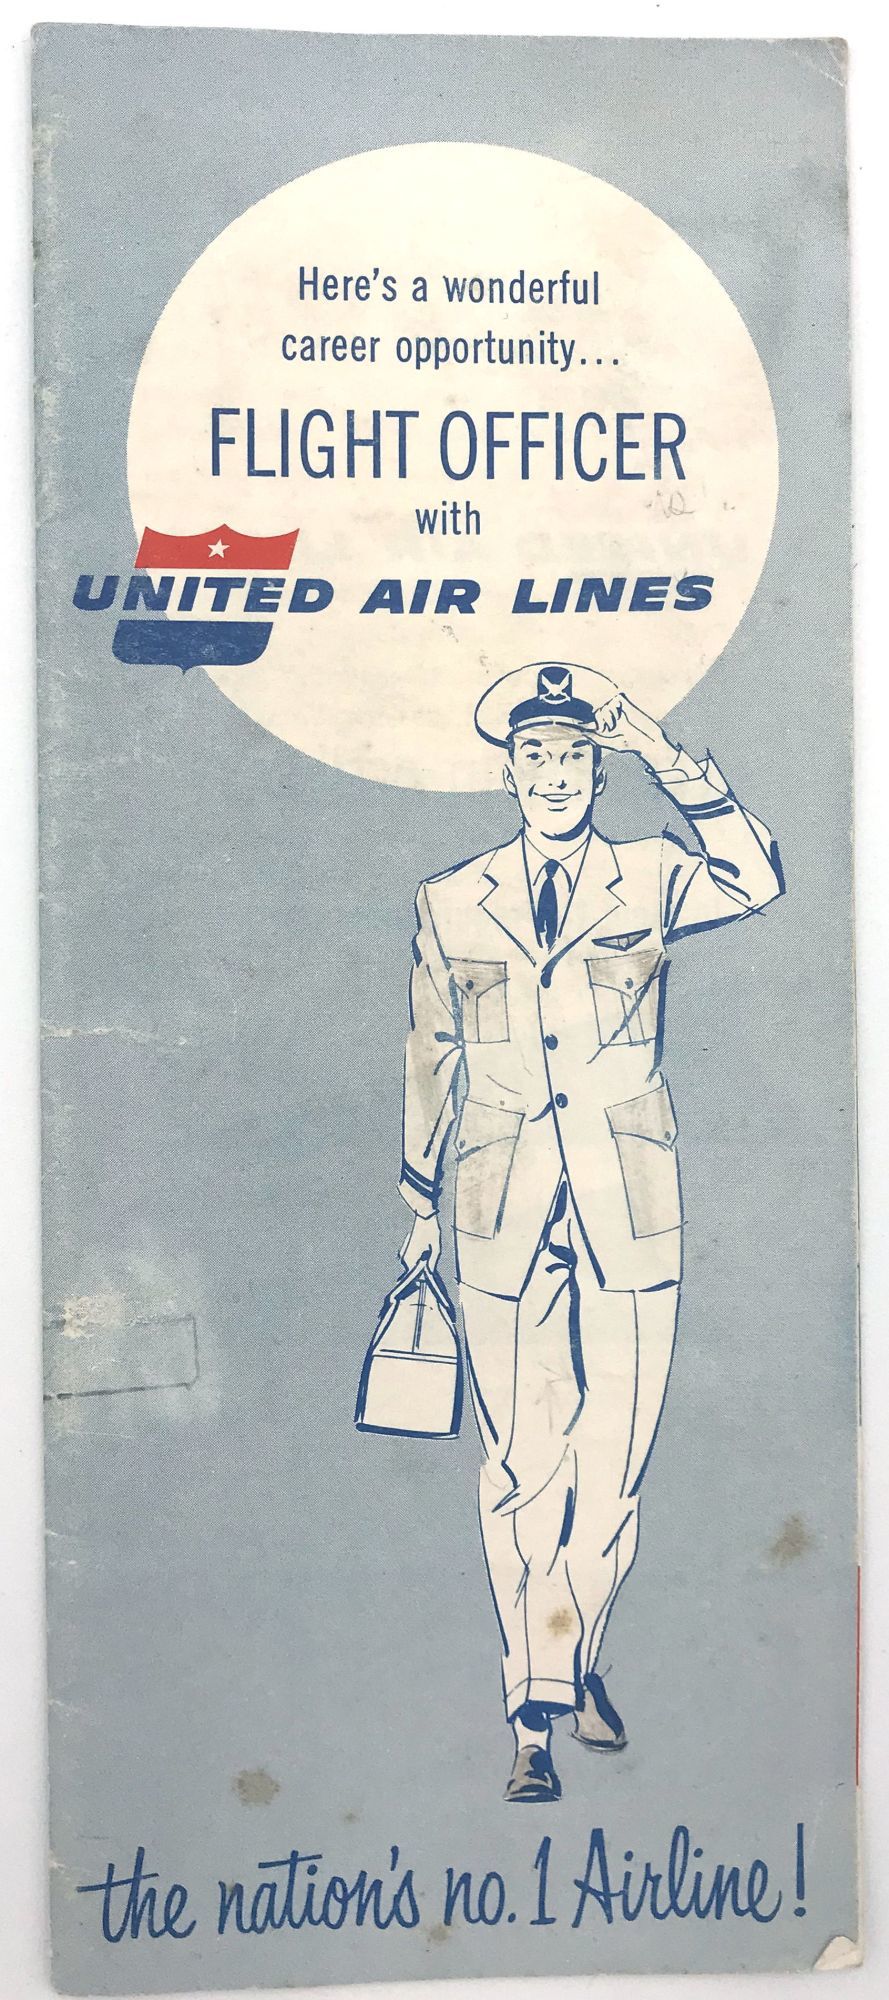 Here's a wonderful
career opportunity...
FLIGHT OFFICER
with
UNITED AIR LINES
the nation's no. 1 Airline!